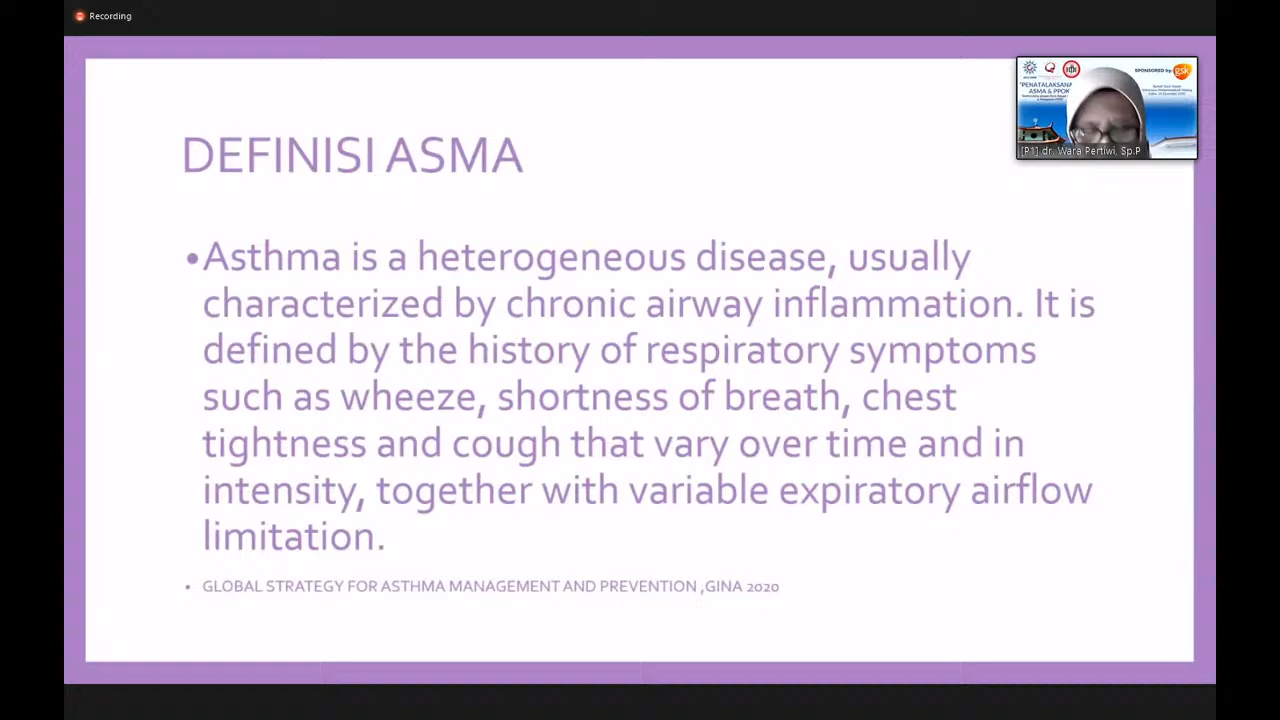 Recording
DEFINISI ASMA
•Asthma is a heterogeneous disease, usually
characterized by chronic airway inflammation. It is
defined by the history of respiratory symptoms
such as wheeze, shortness of breath, chest
tightness and cough that vary over time and in
intensity, together with variable expiratory airflow
limitation.
• GLOBAL STRATEGY FOR ASTHMA MANAGEMENT AND PREVENTION ,GINA 2020
SPONSORED by:
gsk
"PENATALAKSANA
ASMA & PPOK
[P1] dr. Wara Pertiwi, Sp.P